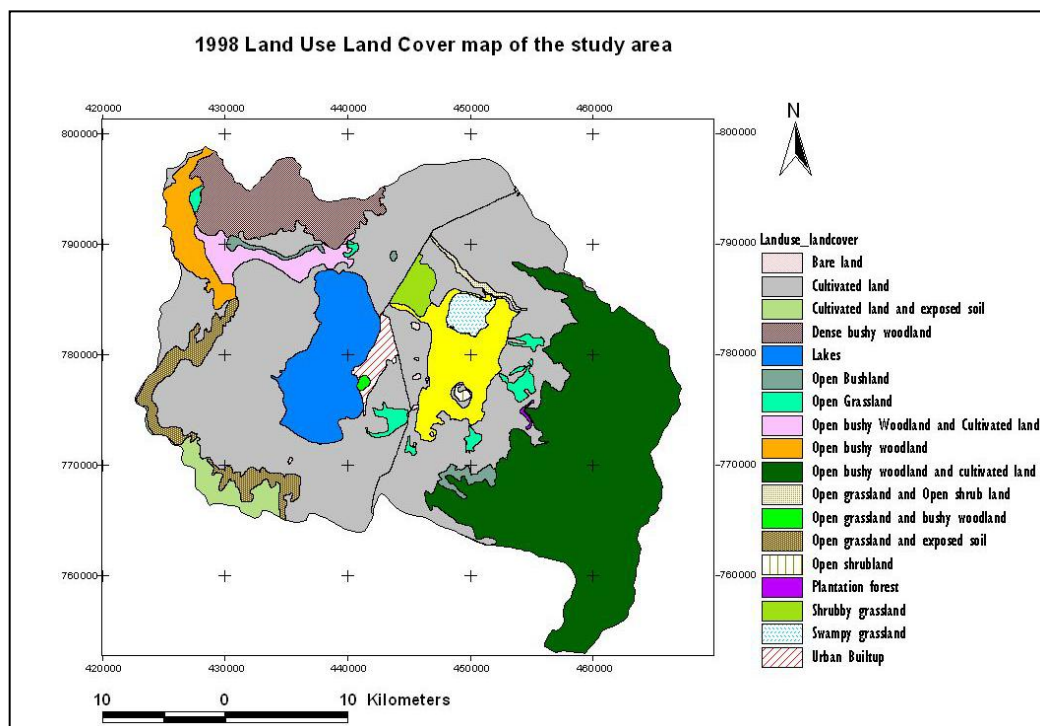 1998 Land Use Land Cover map of the study area
420000 430000 440000 450000 460000
800000 800000
790000 790000
780000 780000
770000 770000
760000 760000
420000 430000 440000 450000 460000
N
Landuse_landcover
Bare land
Cultivated land
Cultivated land and exposed soil
Dense bushy woodland
Lakes
Open Bushland
Open Grassland
Open bushy Woodland and Cultivated land
Open bushy woodland
Open bushy woodland and cultivated land
Open grassland and Open shrub land
Open grassland and bushy woodland
Open grassland and exposed soil
Open shrubland
Plantation forest
Shrubby grassland
Swampy grassland
Urban Builtup
10 0 10 Kilometers